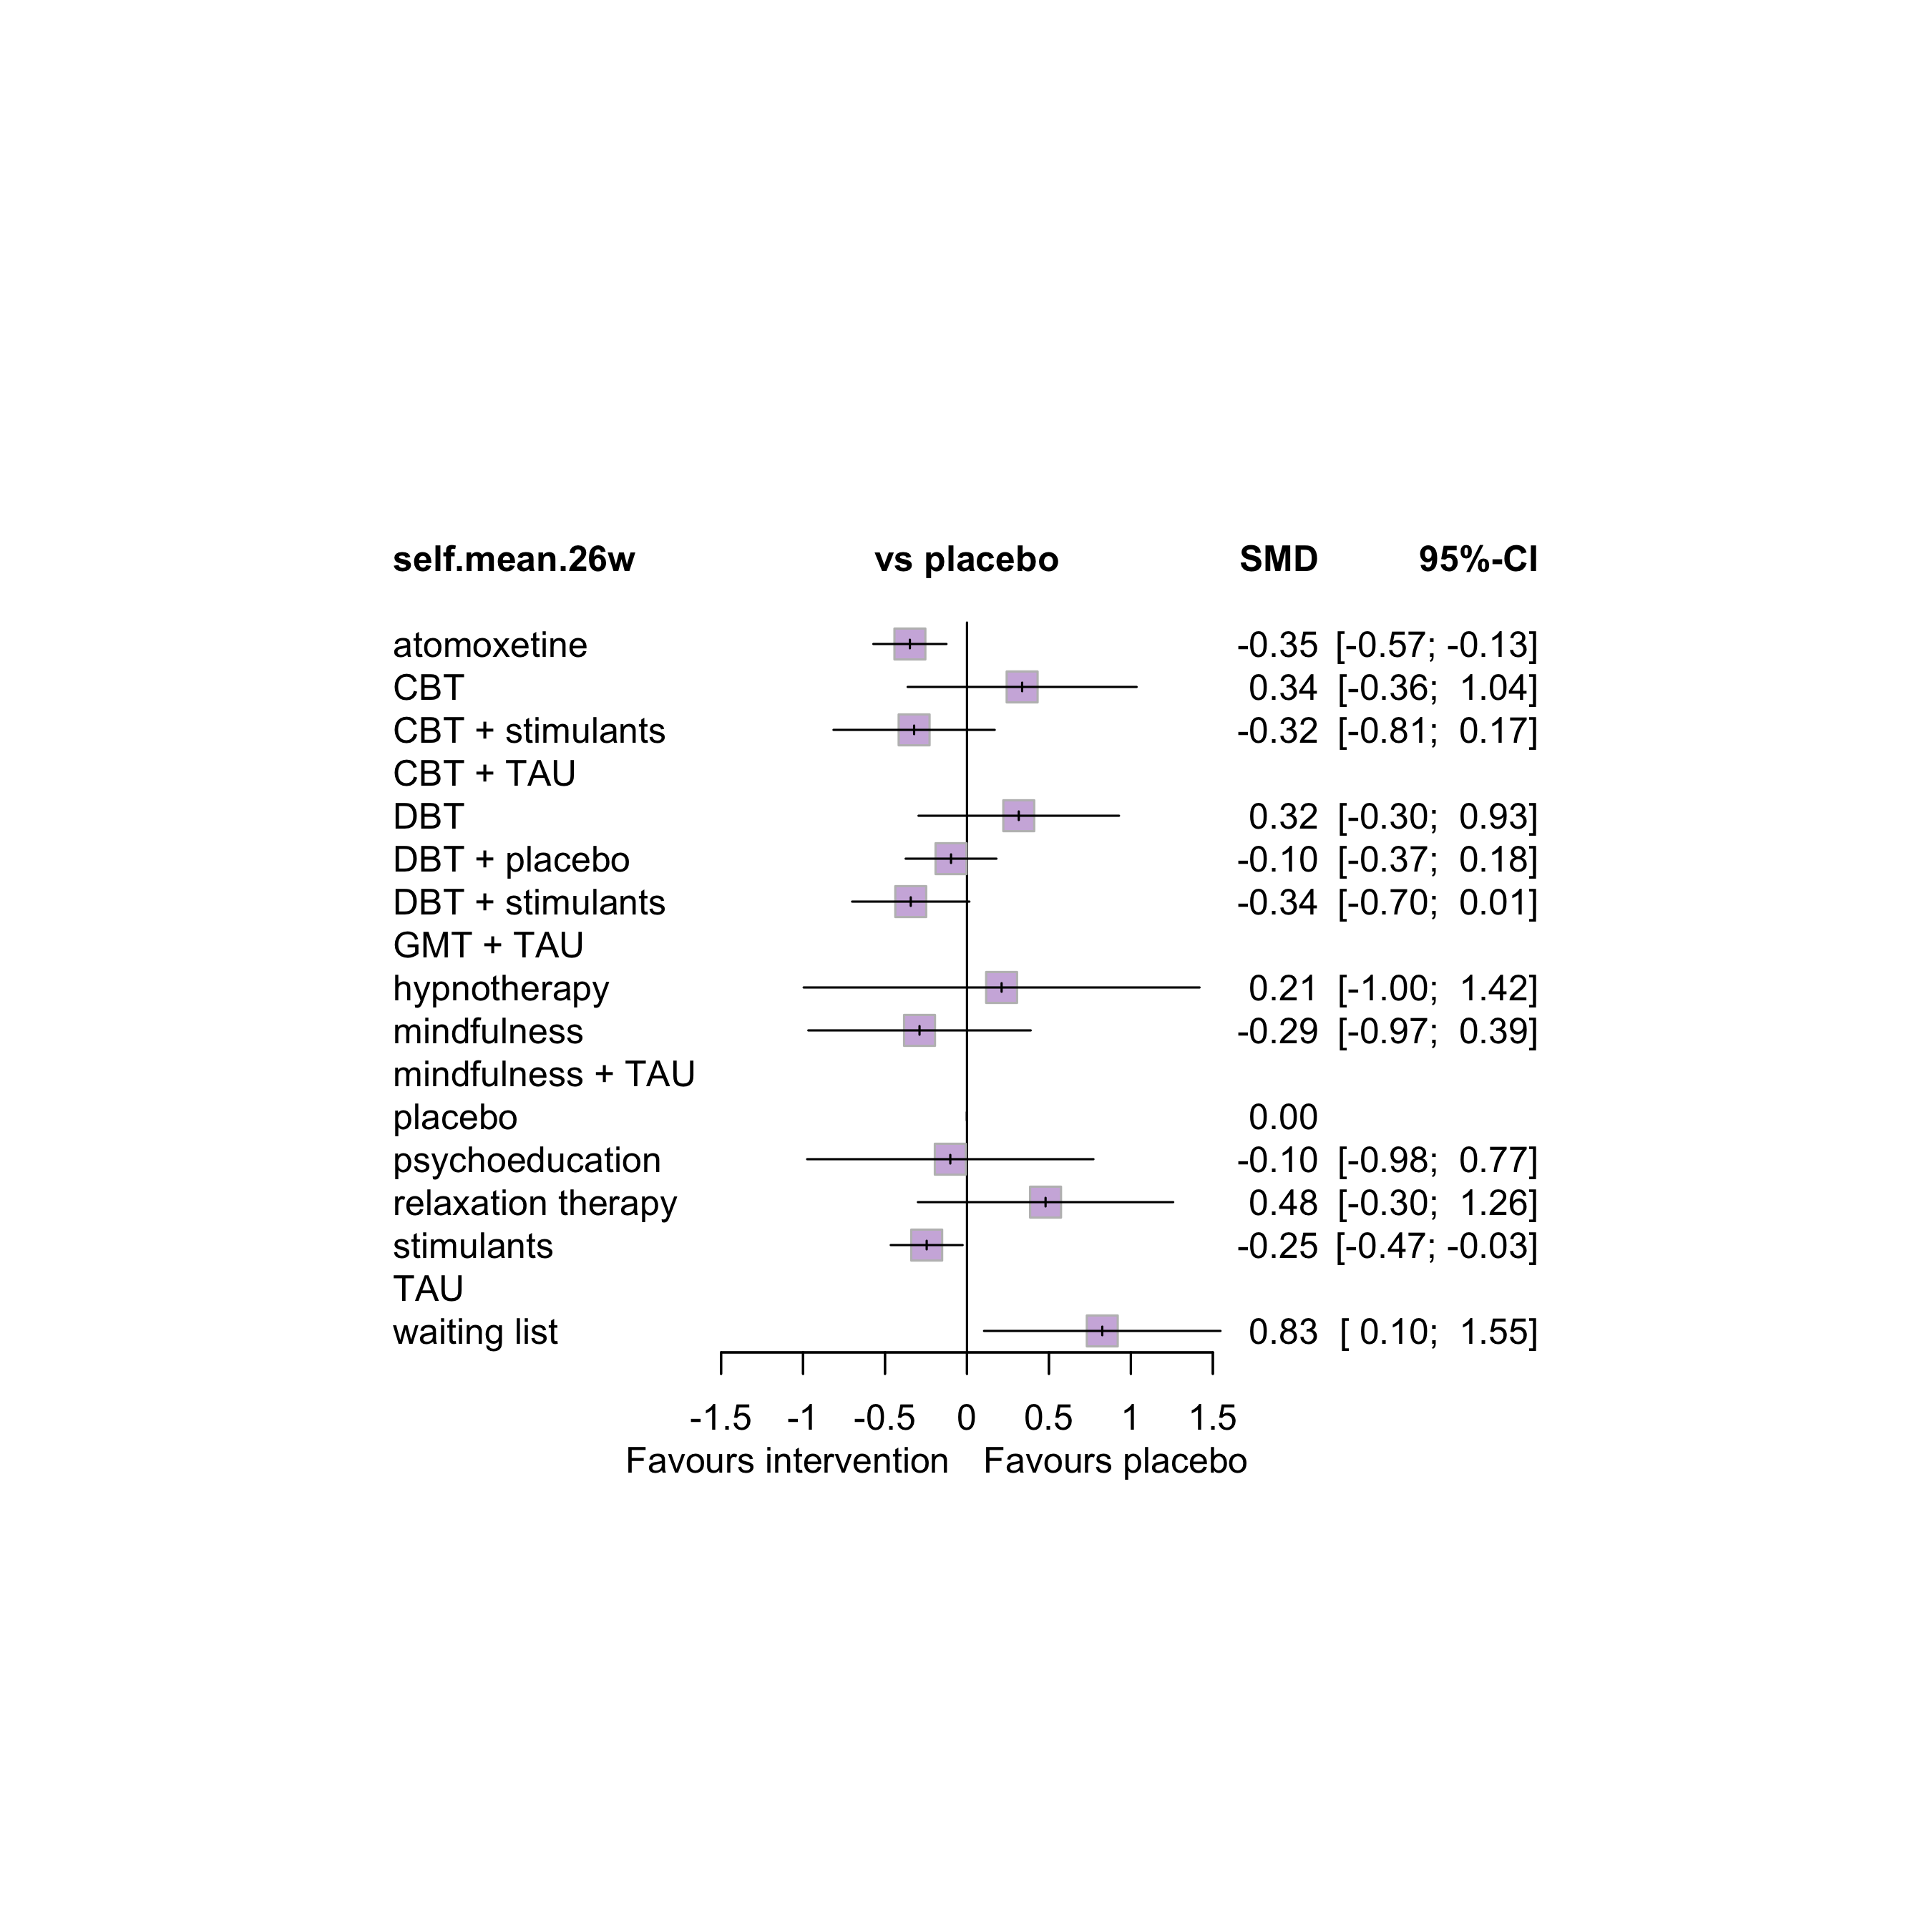 self.mean.26w vs placebo SMD 95%-CI
atomoxetine -0.35 [-0.57; -0.13]
CBT 0.34 [-0.36; 1.04]
CBT + stimulants -0.32 [-0.81; 0.17]
CBT + TAU
DBT 0.32 [-0.30; 0.93]
DBT + placebo -0.10 [-0.37; 0.18]
DBT + stimulants -0.34 [-0.70; 0.01]
GMT + TAU
hypnotherapy 0.21 [-1.00; 1.42]
mindfulness -0.29 [-0.97; 0.39]
mindfulness + TAU
placebo 0.00
psychoeducation -0.10 [-0.98; 0.77]
relaxation therapy 0.48 [-0.30; 1.26]
stimulants -0.25 [-0.47; -0.03]
TAU
waiting list 0.83 [ 0.10; 1.55]
-1.5 -1 -0.5 0 0.5 1 1.5
Favours intervention Favours placebo